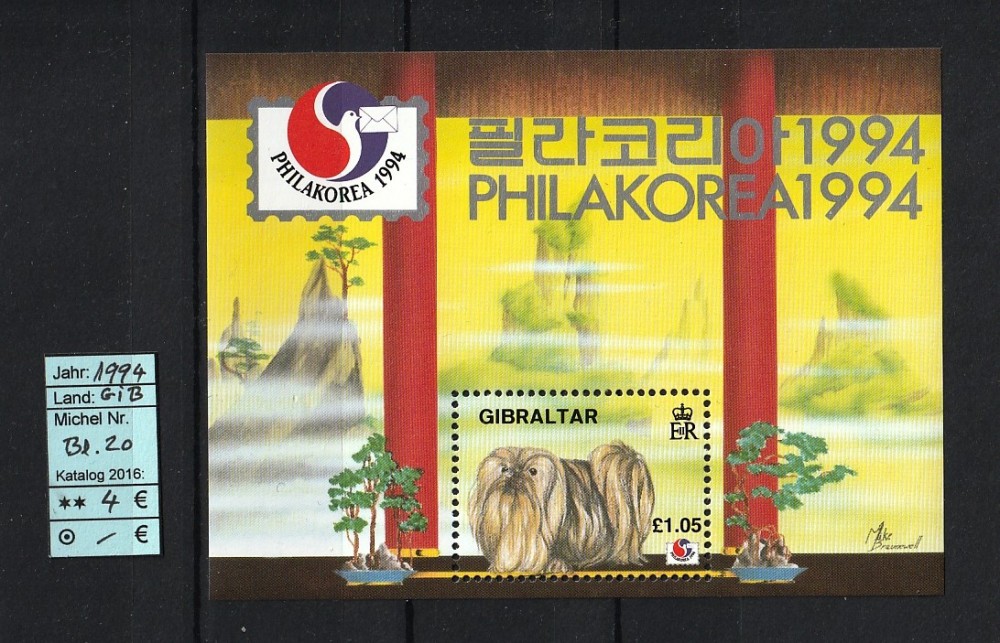 PHILAKOREA 1994
필라코리아1994
PHILAKOREA1994
Jahr: 1994
Land: GIB
Michel Nr.
Bl. 20
Katalog 2016:
★★ 4 €
⊙ – €
GIBRALTAR
EIIR
£1.05
Mike